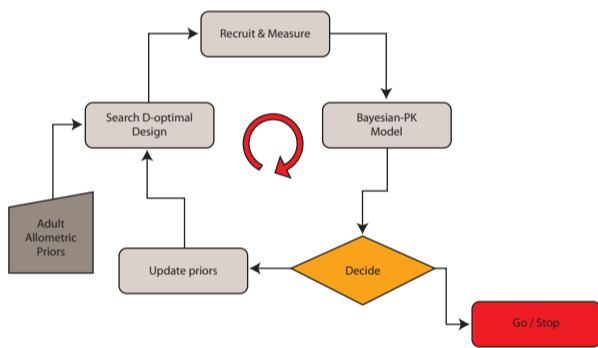 Recruit & Measure
Search D-optimal
Design
Bayesian-PK
Model
Adult
Allometric
Priors
Update priors
Decide
Go / Stop